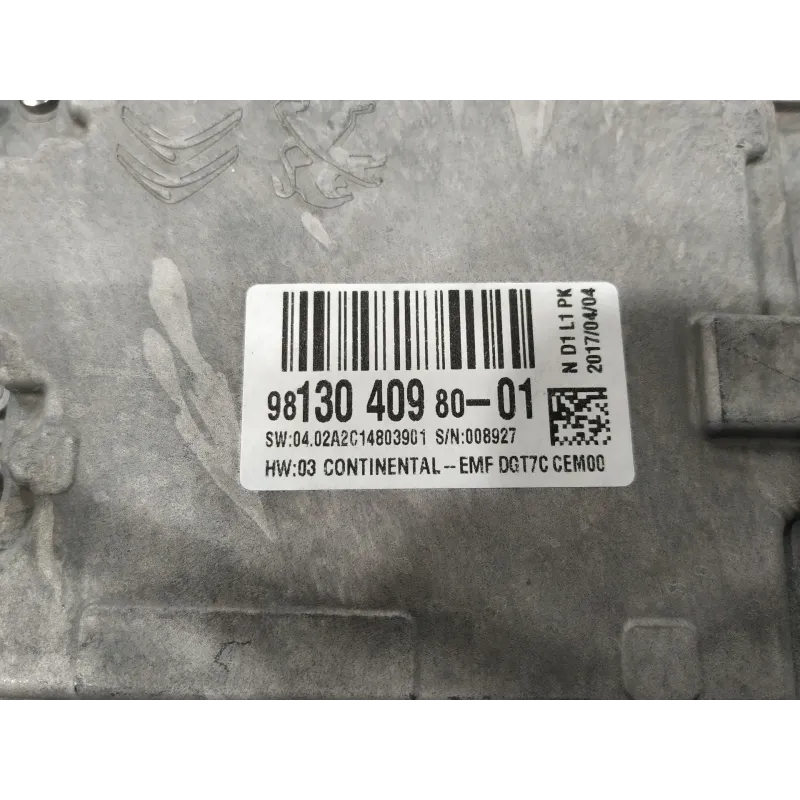 98130 409 80-01
SW:04.02A2C14803901 S/N:008927
HW:03 CONTINENTAL--EMF DGT7C CEM00
N D1 L1 PK
2017/04/04